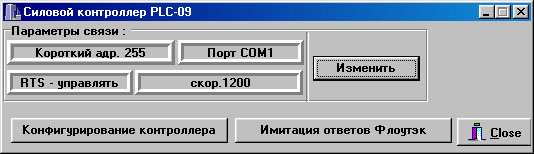 Силовой контроллер PLC-09
Параметры связи :
Короткий адр. 255
Порт COM1
RTS - управлять
скор.1200
Изменить
Конфигурирование контроллера
Имитация ответов Флоутэк
Close